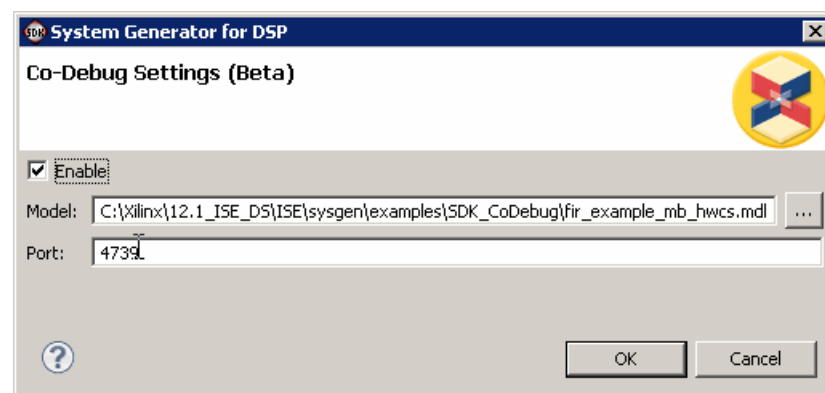 SDK System Generator for DSP
Co-Debug Settings (Beta)
Enable
Model: C:\Xilinx\12.1_ISE_DS\ISE\sysgen\examples\SDK_CoDebug\fir_example_mb_hwcs.mdl ...
Port: 4739
? OK Cancel